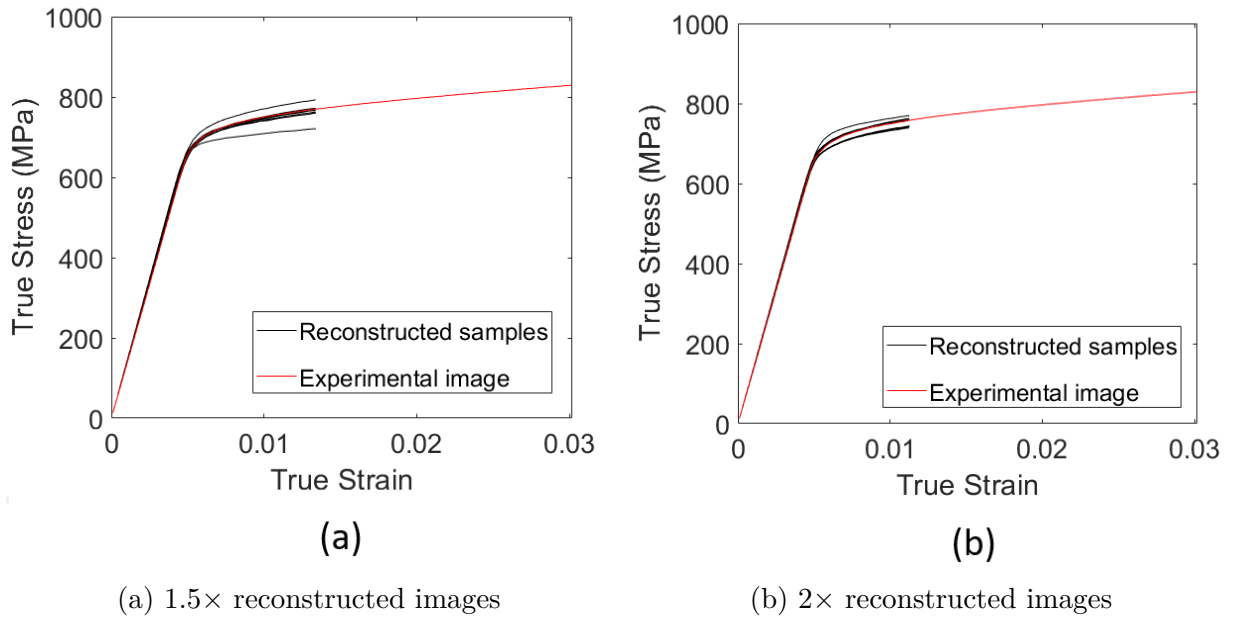 1000
800
600
400
200
0
0
0.01
0.02
0.03
True Stress (MPa)
True Strain
Reconstructed samples
Experimental image
(a)
1000
800
600
400
200
0
0
0.01
0.02
0.03
True Stress (MPa)
True Strain
Reconstructed samples
Experimental image
(b)
(a) 1.5× reconstructed images
(b) 2× reconstructed images